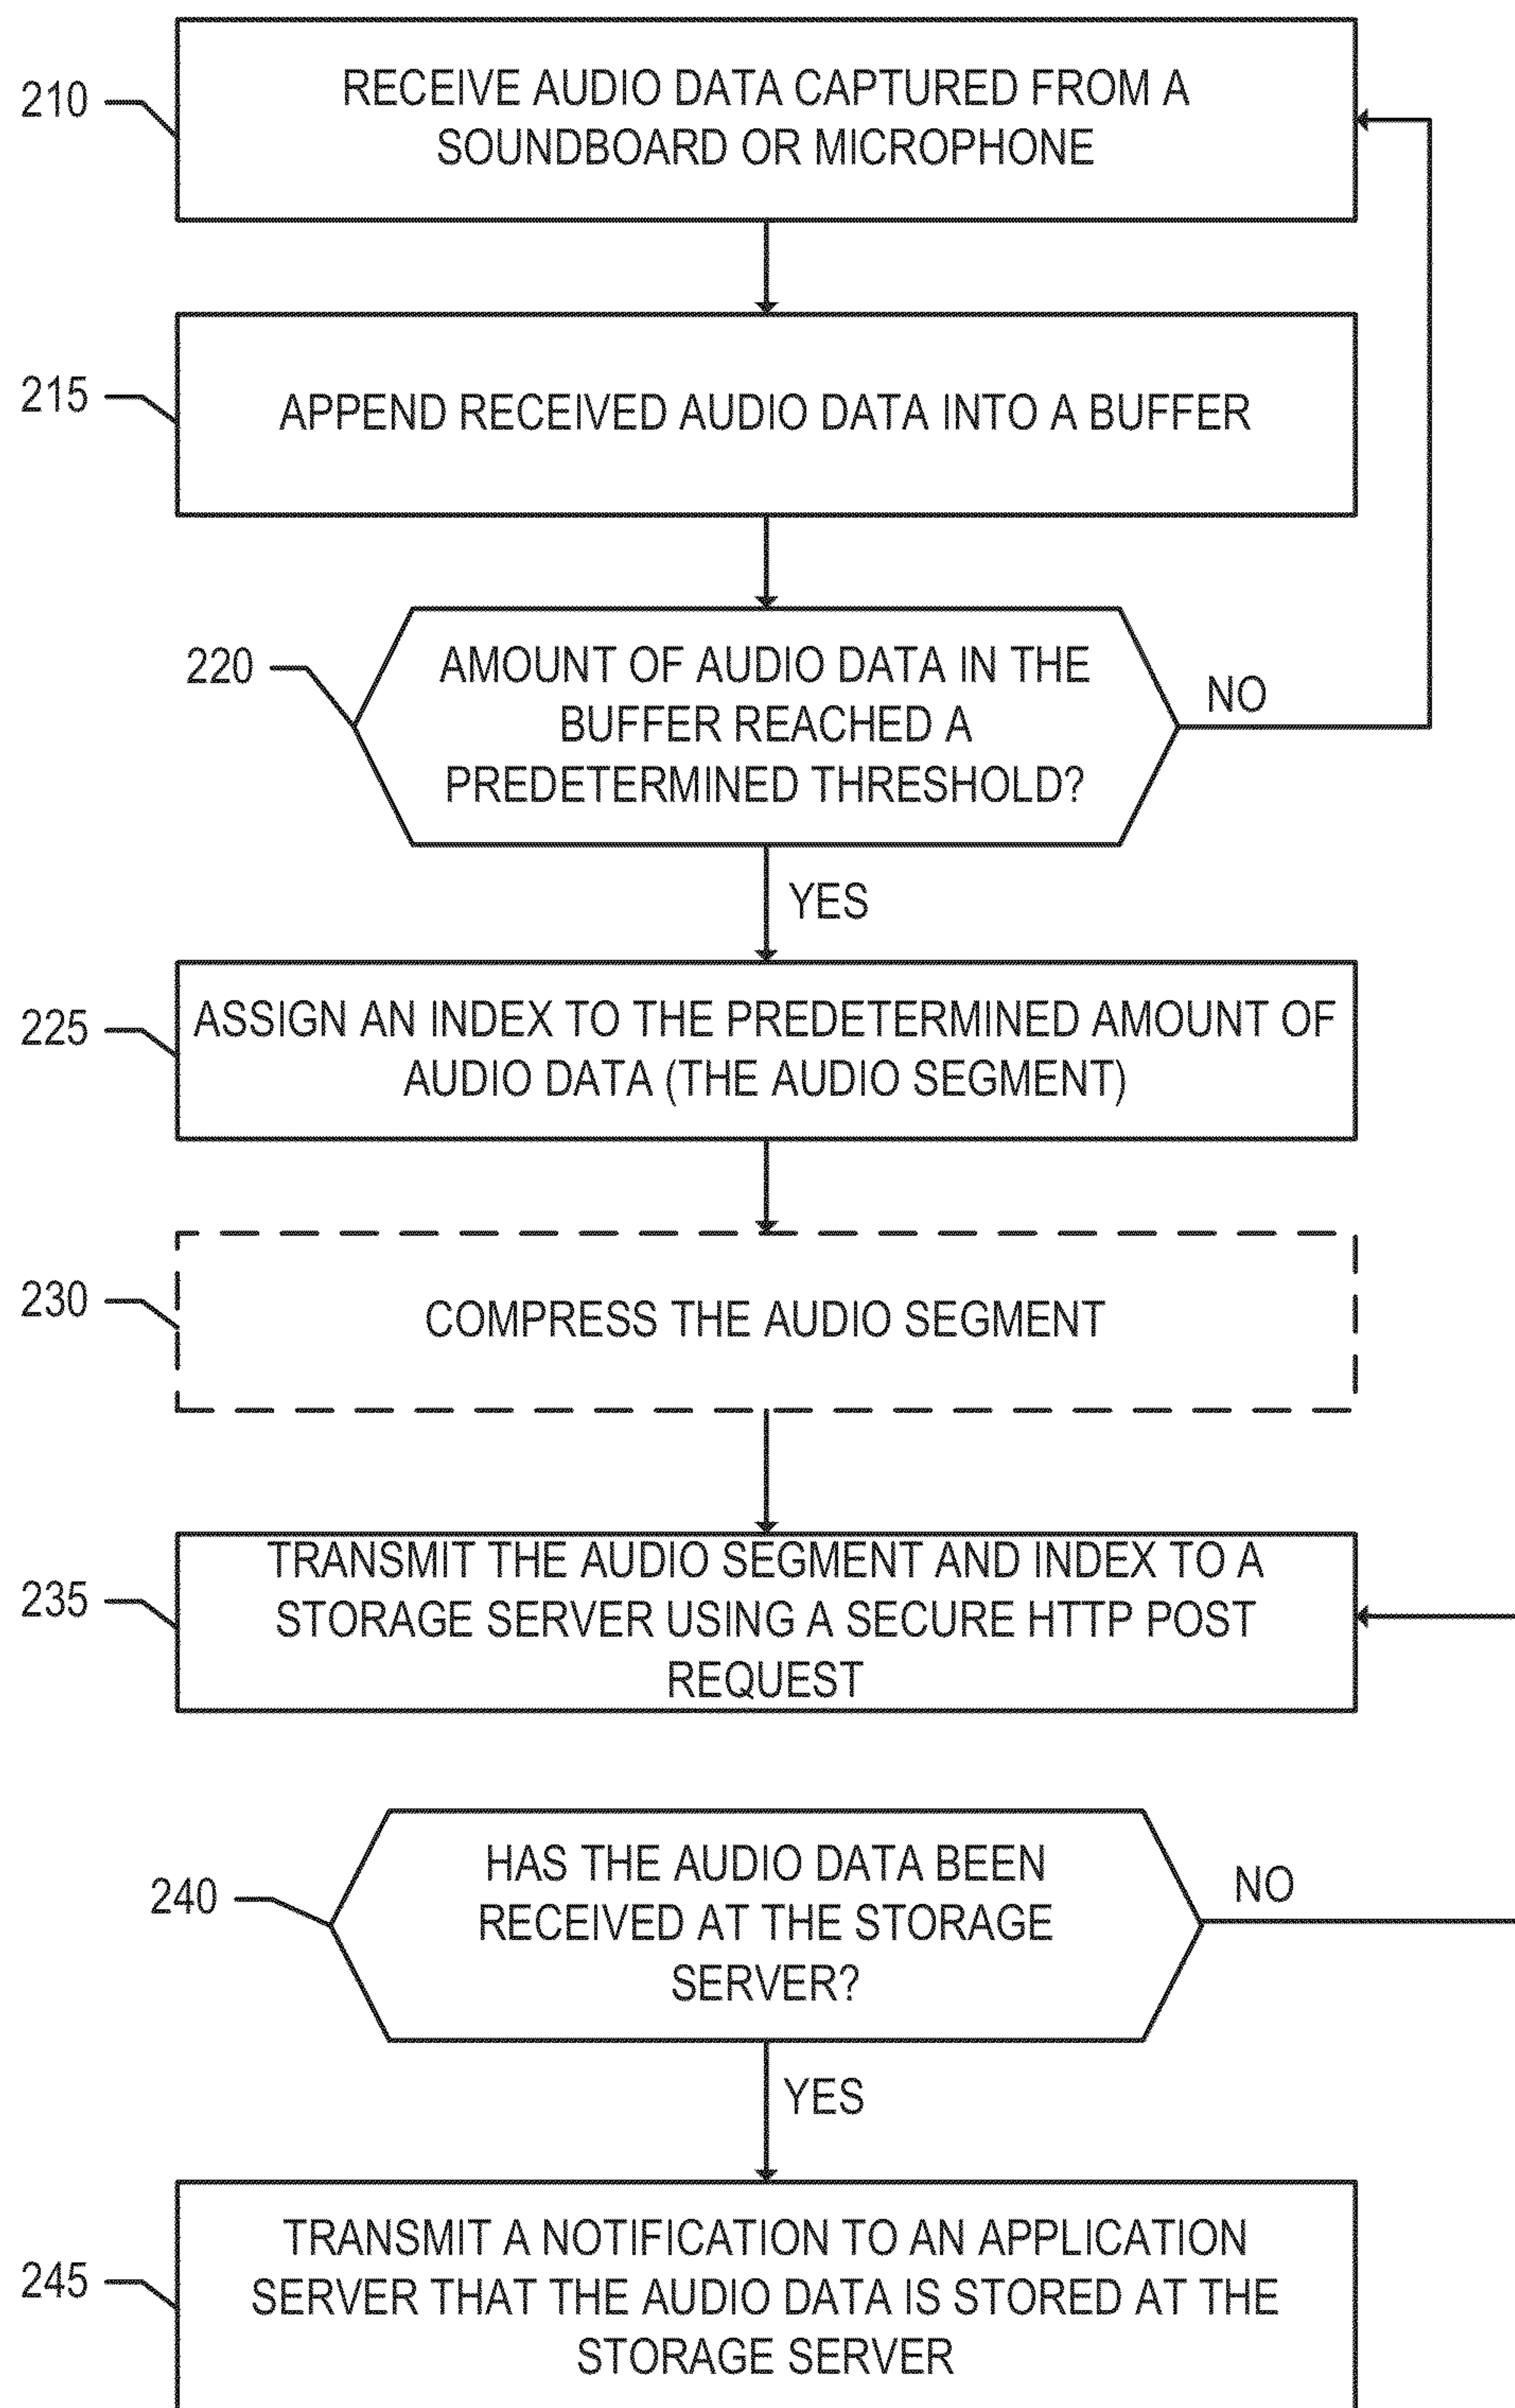 210
RECEIVE AUDIO DATA CAPTURED FROM A
SOUNDBOARD OR MICROPHONE
215
APPEND RECEIVED AUDIO DATA INTO A BUFFER
220
AMOUNT OF AUDIO DATA IN THE
BUFFER REACHED A
PREDETERMINED THRESHOLD?
NO
YES
225
ASSIGN AN INDEX TO THE PREDETERMINED AMOUNT OF
AUDIO DATA (THE AUDIO SEGMENT)
230
COMPRESS THE AUDIO SEGMENT
235
TRANSMIT THE AUDIO SEGMENT AND INDEX TO A
STORAGE SERVER USING A SECURE HTTP POST
REQUEST
240
HAS THE AUDIO DATA BEEN
RECEIVED AT THE STORAGE
SERVER?
NO
YES
245
TRANSMIT A NOTIFICATION TO AN APPLICATION
SERVER THAT THE AUDIO DATA IS STORED AT THE
STORAGE SERVER